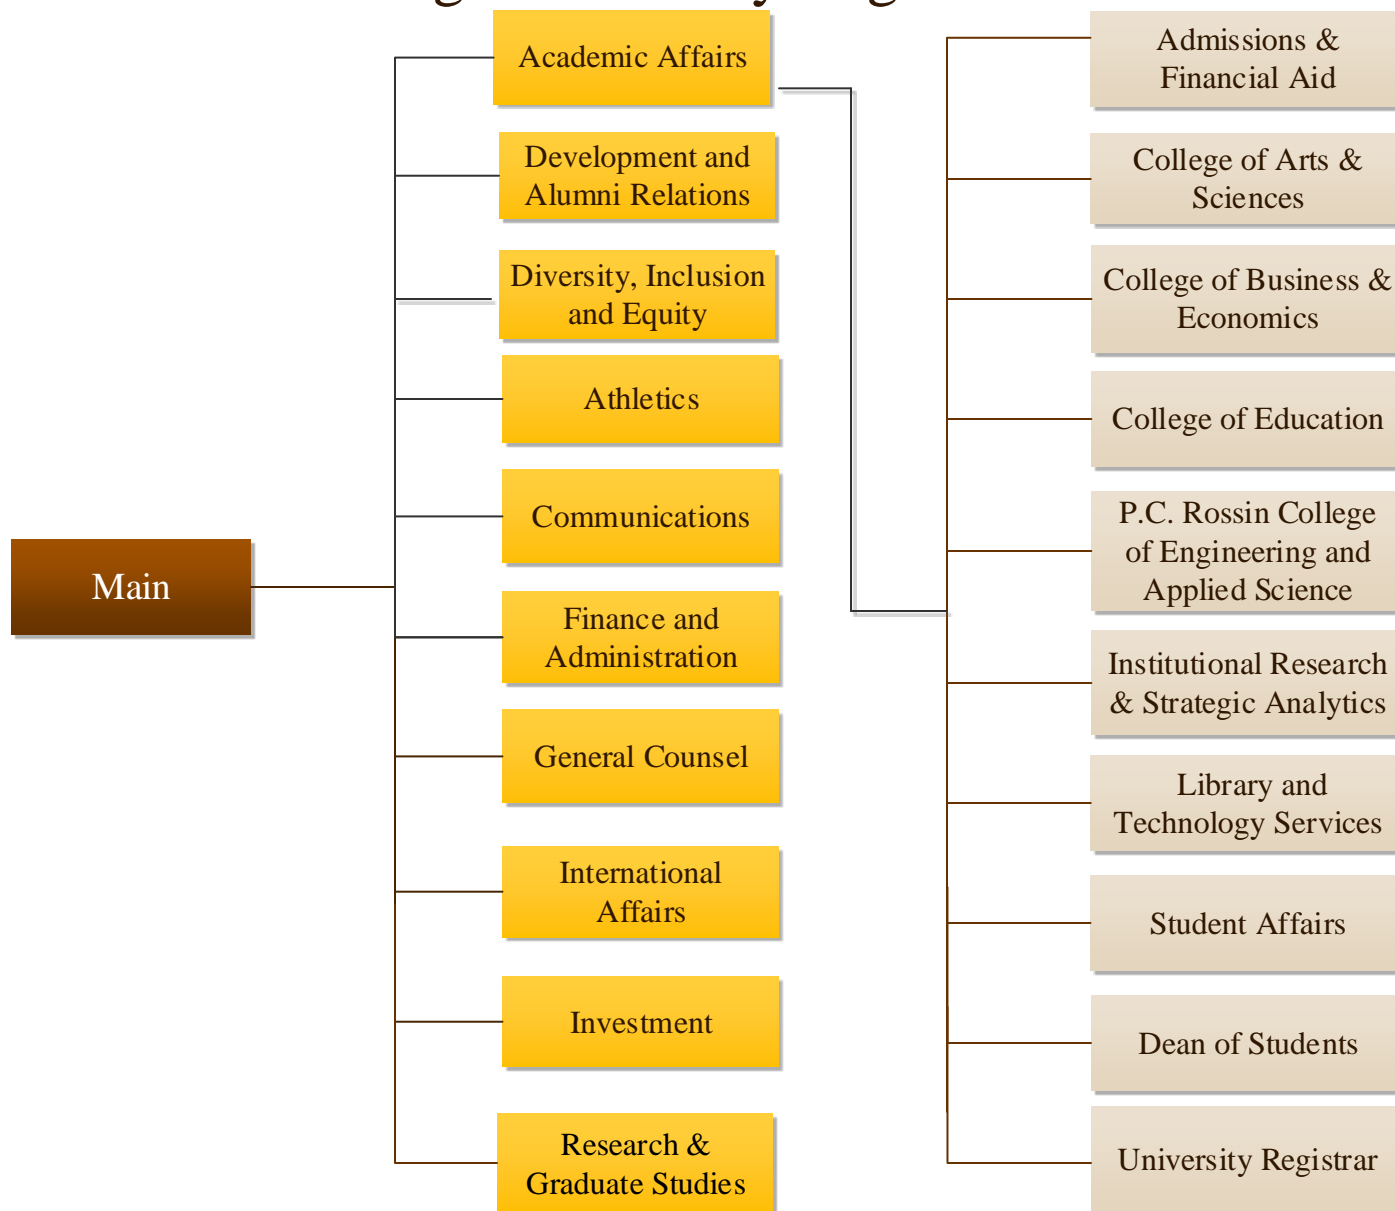 Academic Affairs
Development and
Alumni Relations
Diversity, Inclusion
and Equity
Athletics
Communications
Main
Finance and
Administration
General Counsel
International
Affairs
Investment
Research &
Graduate Studies
Admissions &
Financial Aid
College of Arts &
Sciences
College of Business &
Economics
College of Education
P.C. Rossin College
of Engineering and
Applied Science
Institutional Research
& Strategic Analytics
Library and
Technology Services
Student Affairs
Dean of Students
University Registrar